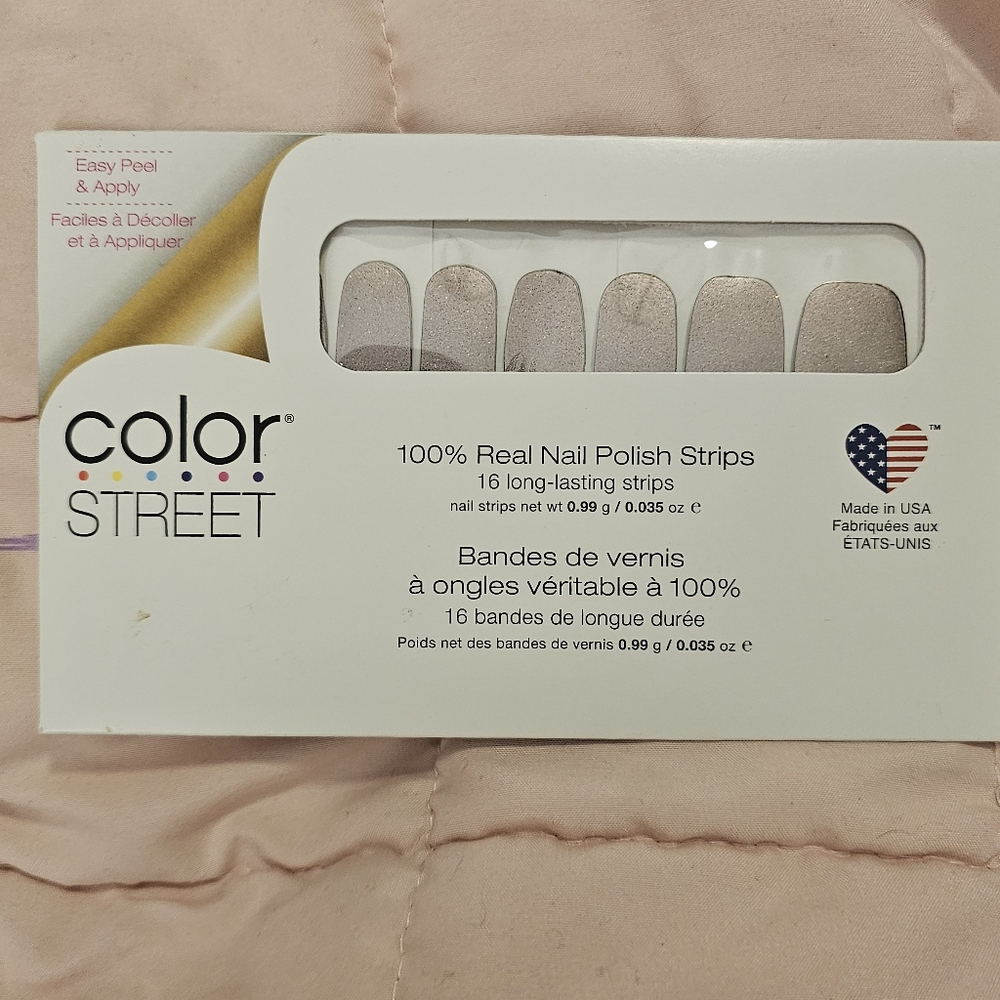 Easy Peel
& Apply
Faciles à Décoller
et à Appliquer
color®
STREET
100% Real Nail Polish Strips
16 long-lasting strips
nail strips net wt 0.99 g / 0.035 oz ℮
Bandes de vernis
à ongles véritable à 100%
16 bandes de longue durée
Poids net des bandes de vernis 0.99 g / 0.035 oz ℮
™
Made in USA
Fabriquées aux
ÉTATS-UNIS